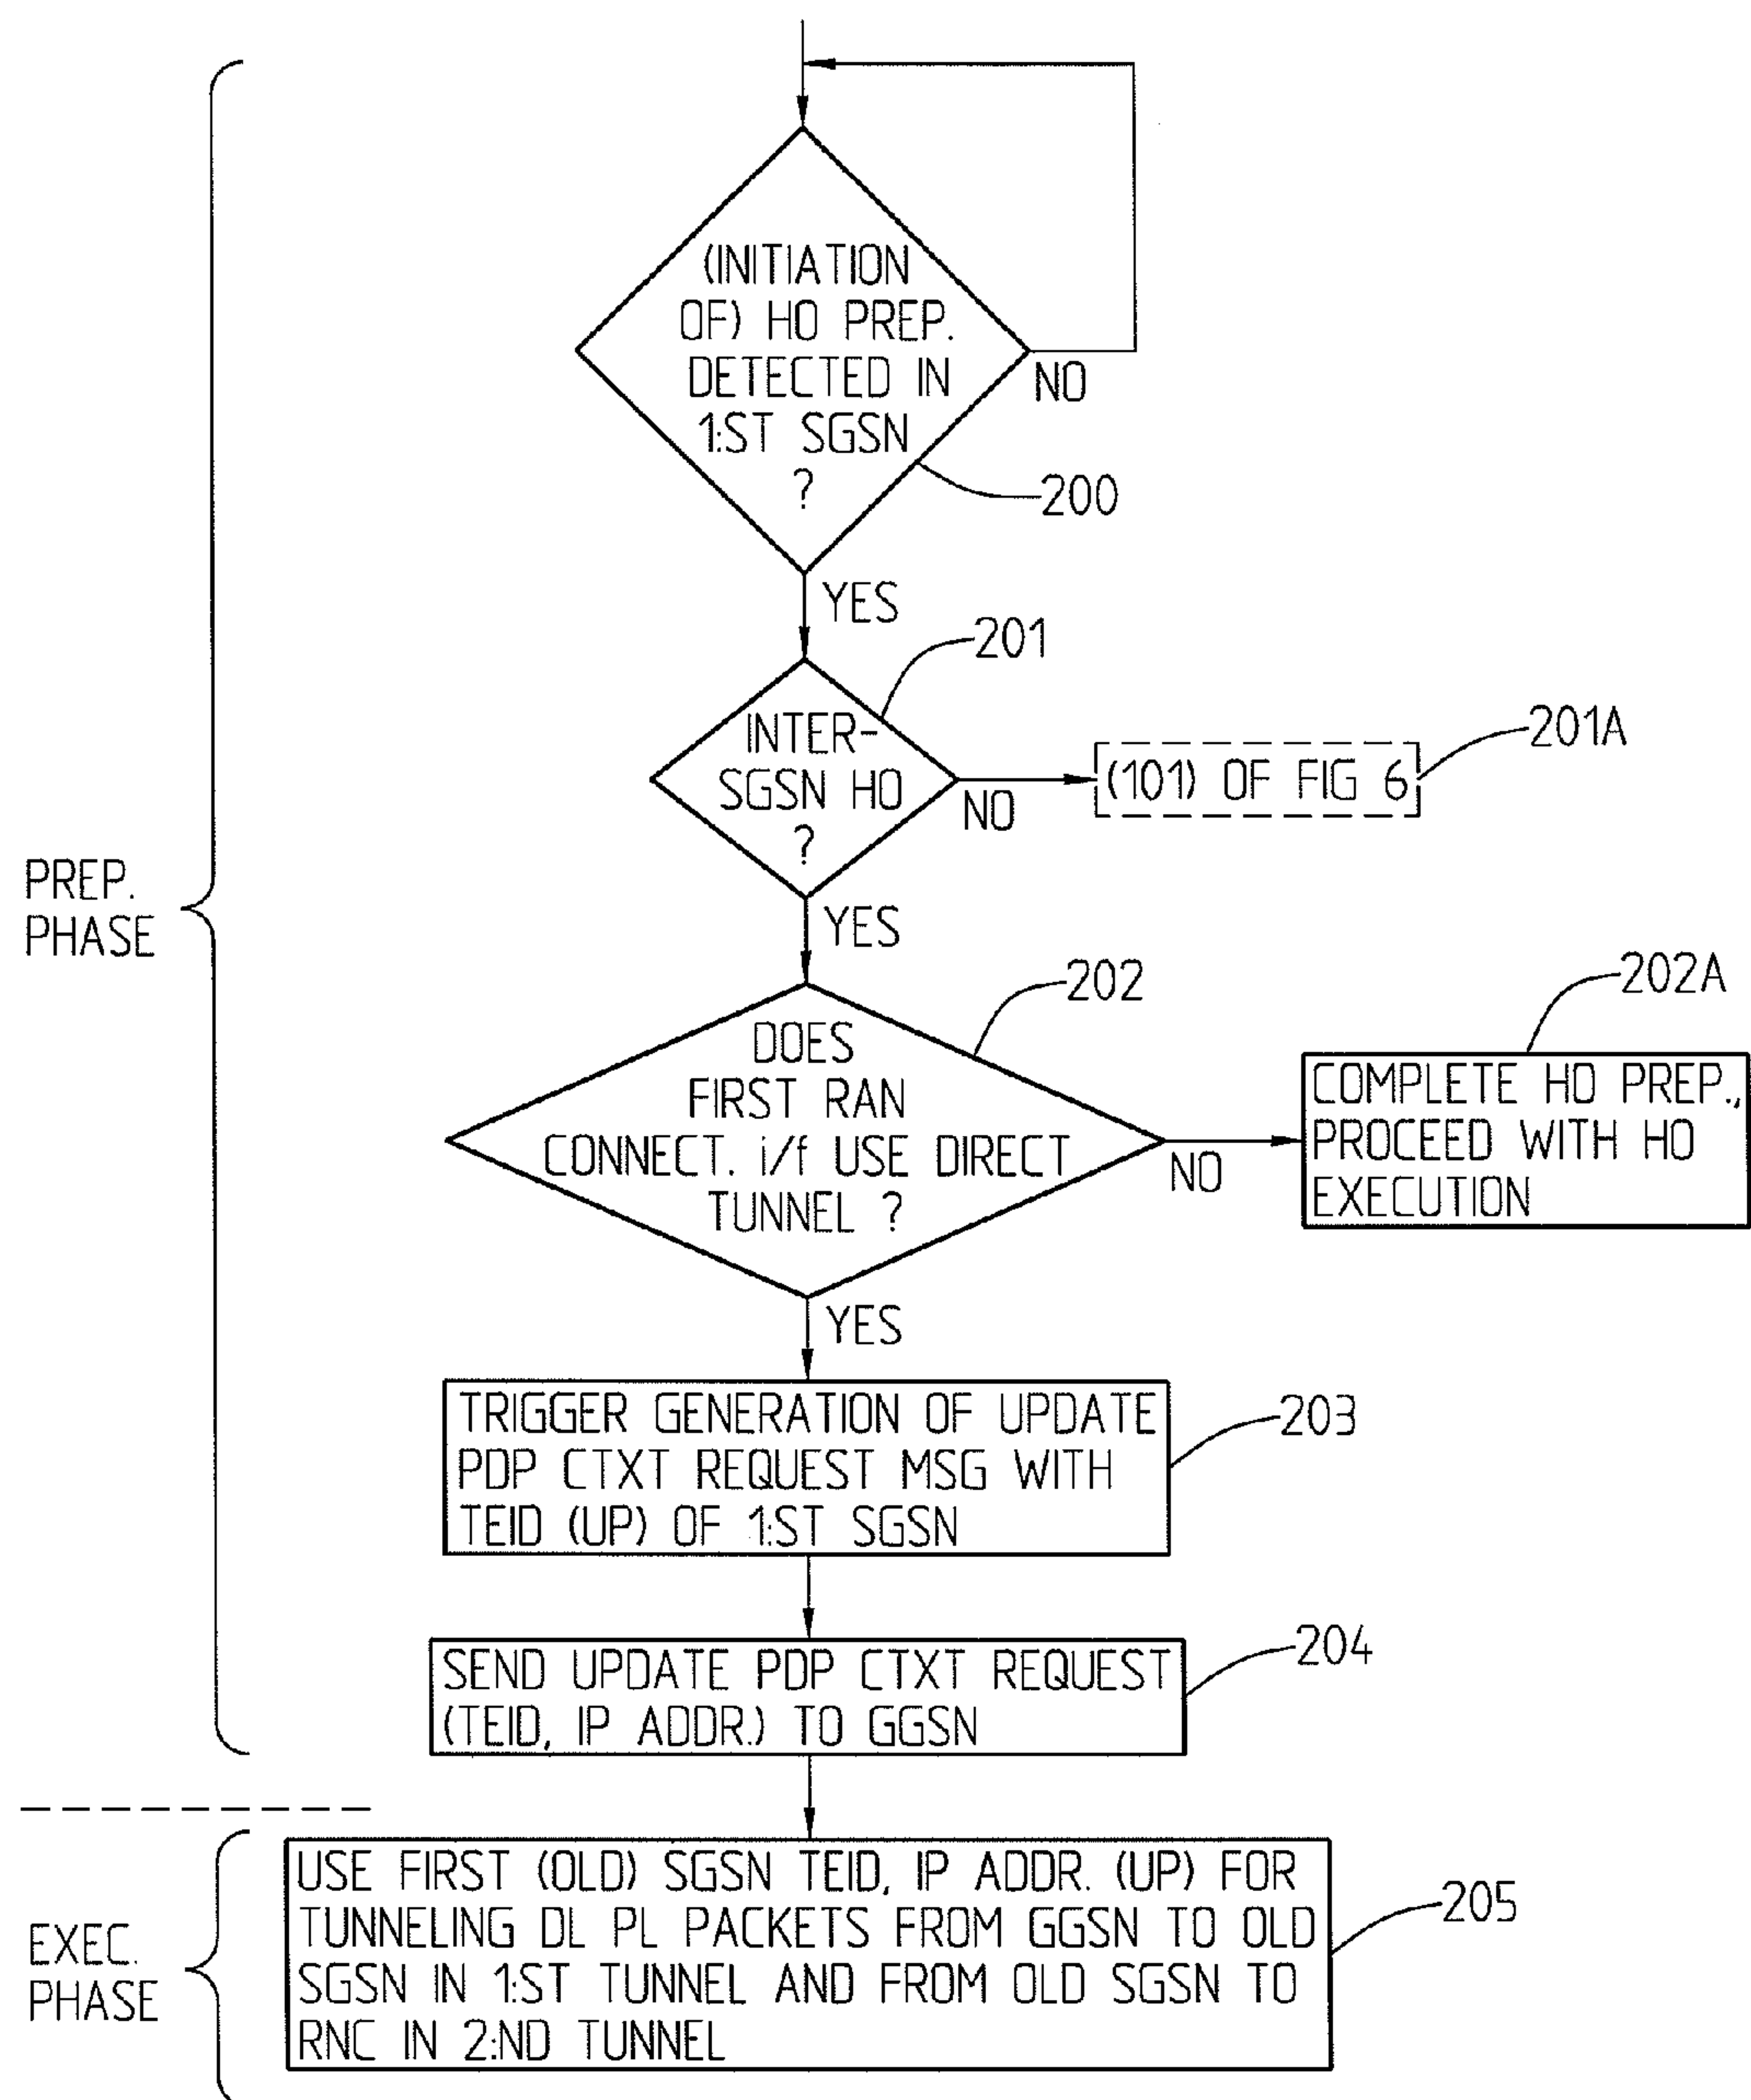 (INITIATION
OF) HO PREP.
DETECTED IN
1:ST SGSN
?
NO
200
YES
201
INTER-
SGSN HO
?
NO
(101) OF FIG 6
201A
YES
PREP.
PHASE
202
DOES
FIRST RAN
CONNECT. i/f USE DIRECT
TUNNEL ?
NO
202A
COMPLETE HO PREP.,
PROCEED WITH HO
EXECUTION
YES
TRIGGER GENERATION OF UPDATE
PDP CTXT REQUEST MSG WITH
TEID (UP) OF 1:ST SGSN
203
SEND UPDATE PDP CTXT REQUEST
(TEID, IP ADDR.) TO GGSN
204
EXEC.
PHASE
USE FIRST (OLD) SGSN TEID, IP ADDR. (UP) FOR
TUNNELING DL PL PACKETS FROM GGSN TO OLD
SGSN IN 1:ST TUNNEL AND FROM OLD SGSN TO
RNC IN 2:ND TUNNEL
205